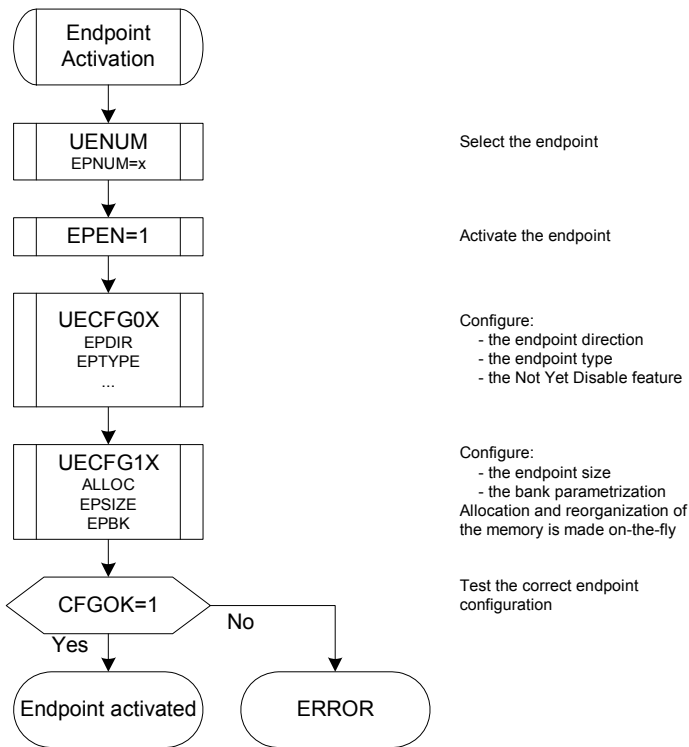 Endpoint
Activation
UENUM
EPNUM=x
Select the endpoint
EPEN=1
Activate the endpoint
UECFG0X
EPDIR
EPTYPE
...
Configure:
- the endpoint direction
- the endpoint type
- the Not Yet Disable feature
UECFG1X
ALLOC
EPSIZE
EPBK
Configure:
- the endpoint size
- the bank parametrization
Allocation and reorganization of
the memory is made on-the-fly
CFGOK=1
Test the correct endpoint
configuration
No
Yes
Endpoint activated
ERROR